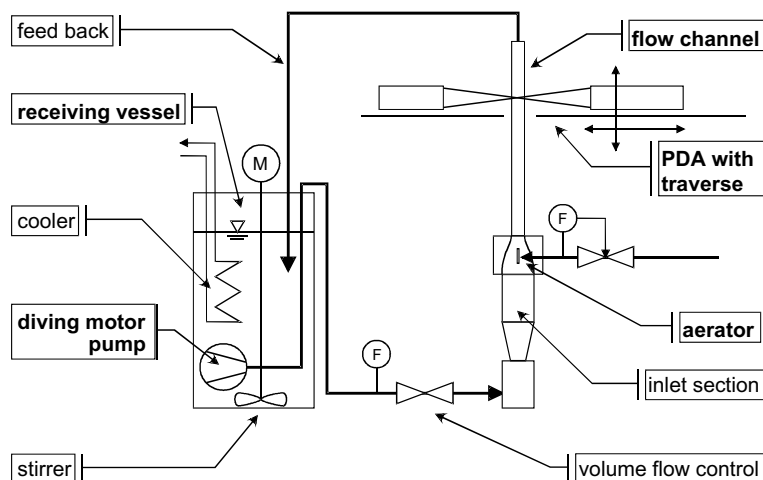 feed back
flow channel
receiving vessel
M
PDA with
traverse
cooler
F
diving motor
pump
aerator
F
inlet section
stirrer
volume flow control